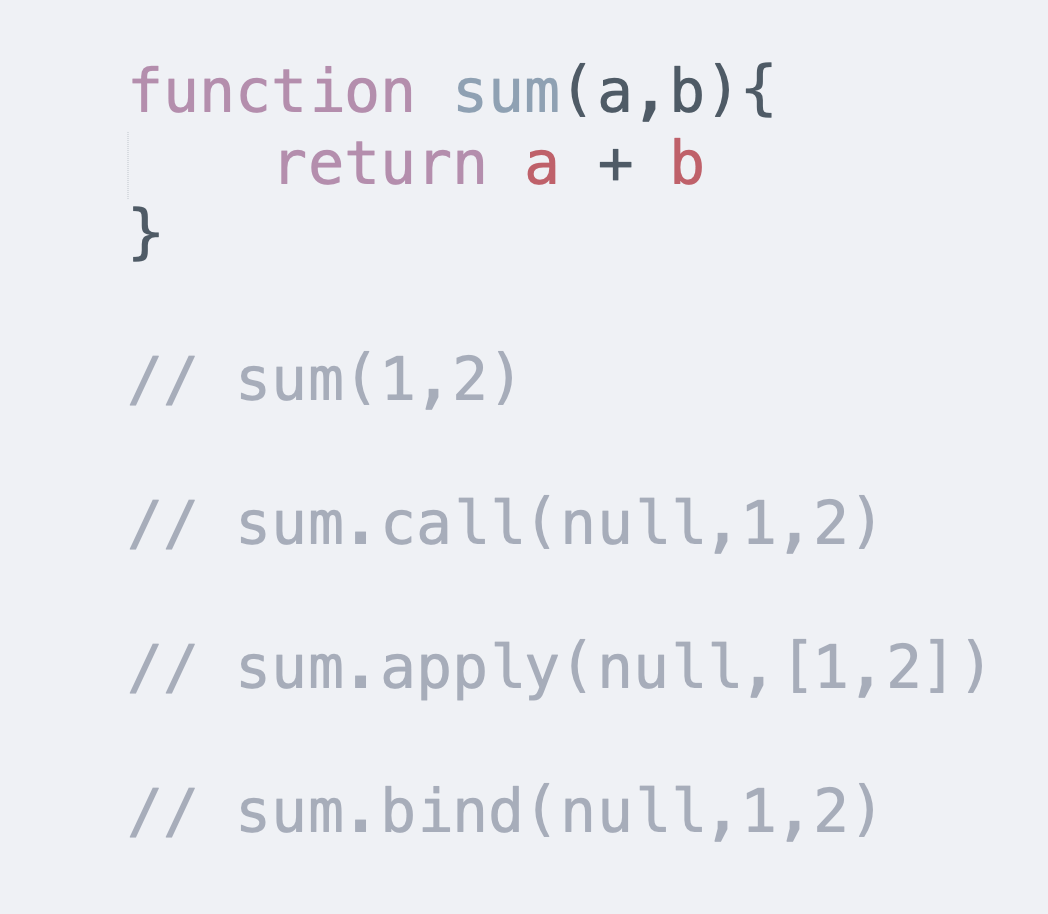 function sum(a,b){
    return a + b
}
// sum(1,2)
// sum.call(null,1,2)
// sum.apply(null,[1,2])
// sum.bind(null,1,2)